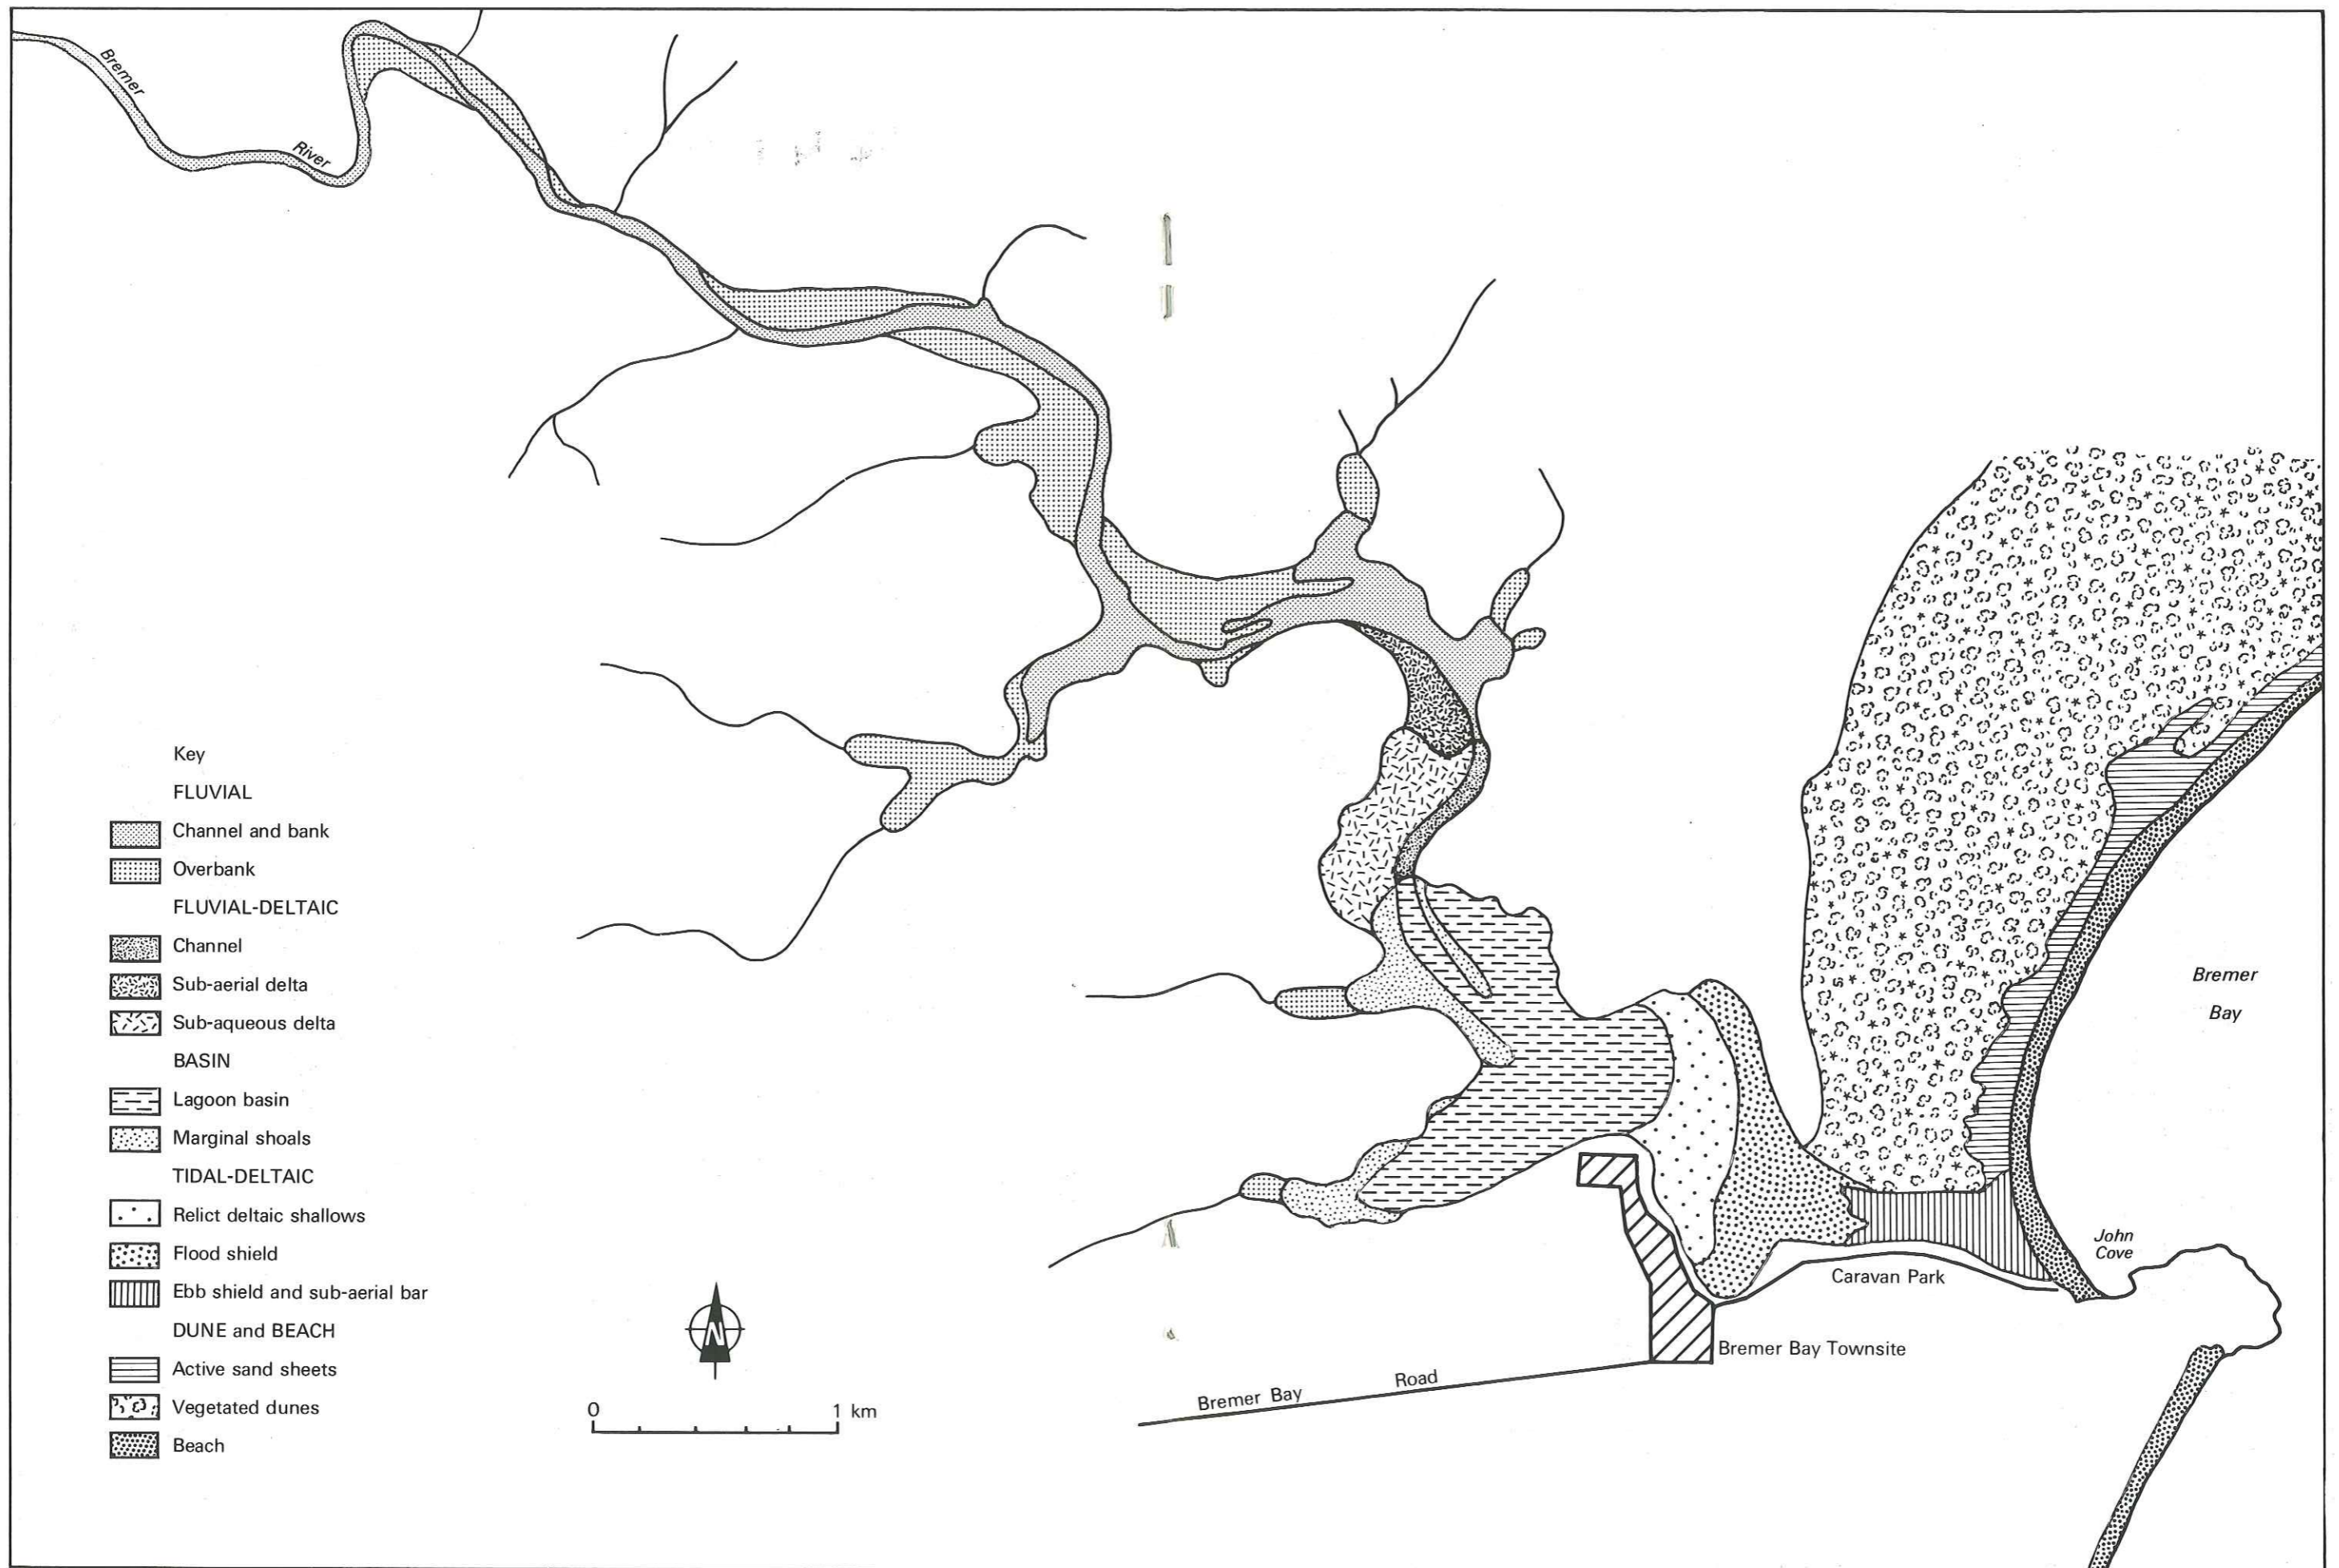 Bremer
River
Key
FLUVIAL
Channel and bank
Overbank
FLUVIAL-DELTAIC
Channel
Sub-aerial delta
Sub-aqueous delta
BASIN
Lagoon basin
Marginal shoals
TIDAL-DELTAIC
Relict deltaic shallows
Flood shield
Ebb shield and sub-aerial bar
DUNE and BEACH
Active sand sheets
Vegetated dunes
Beach
N
0 1 km
Bremer
Bay
John
Cove
Caravan Park
Bremer Bay Townsite
Bremer Bay Road